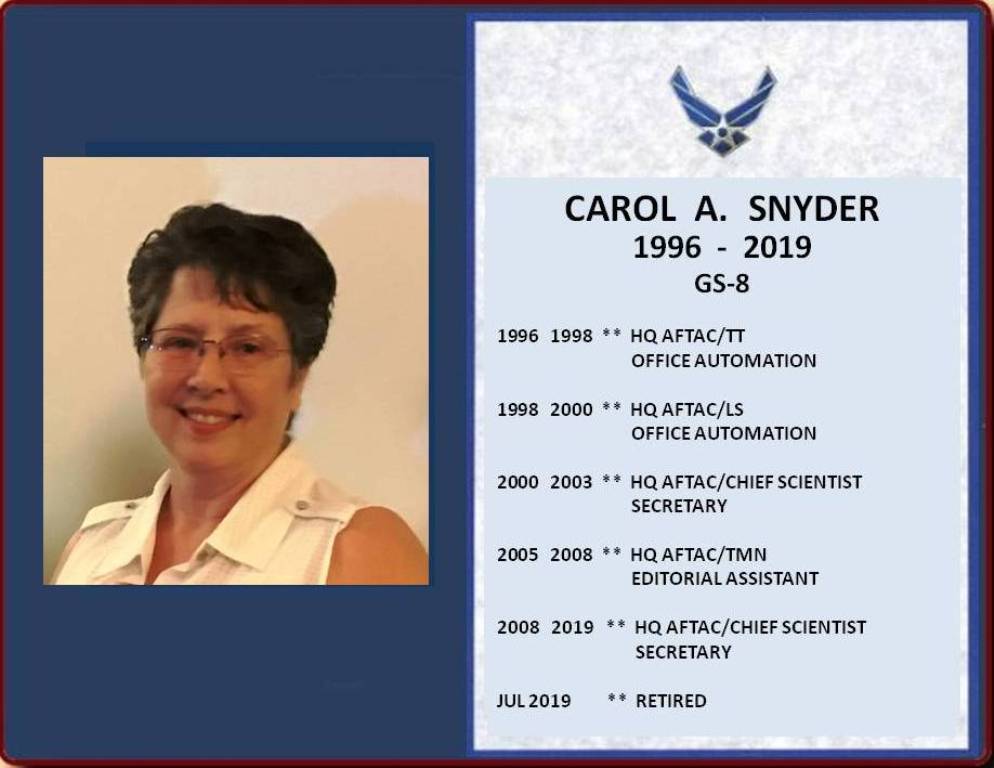 CAROL A. SNYDER
1996 - 2019
GS-8
1996 1998 ** HQ AFTAC/TT
OFFICE AUTOMATION
1998 2000 ** HQ AFTAC/LS
OFFICE AUTOMATION
2000 2003 ** HQ AFTAC/CHIEF SCIENTIST
SECRETARY
2005 2008 ** HQ AFTAC/TMN
EDITORIAL ASSISTANT
2008 2019 ** HQ AFTAC/CHIEF SCIENTIST
SECRETARY
JUL 2019 ** RETIRED